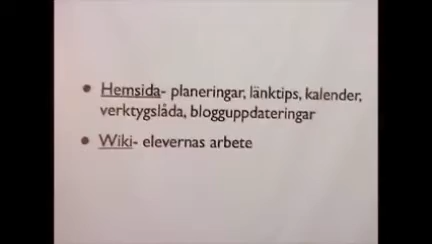 • Hemsida- planeringar, länktips, kalender,
verktygslåda, blogguppdateringar
• Wiki- elevernas arbete